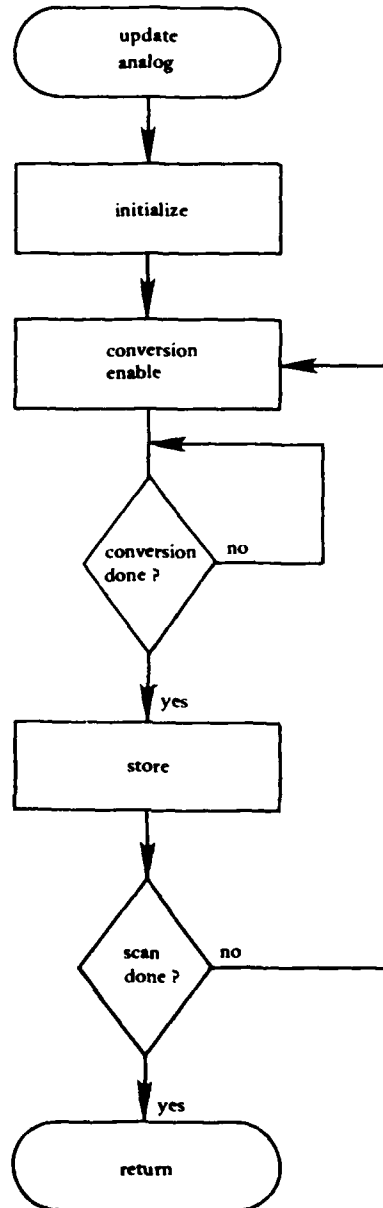 update
analog
initialize
conversion
enable
conversion
done ?
no
yes
store
scan
done ?
no
yes
return